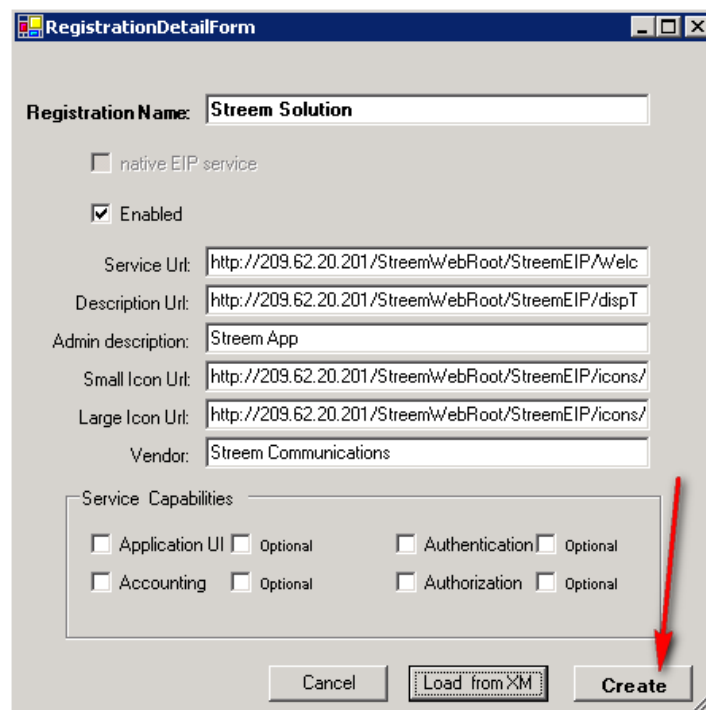 RegistrationDetailForm
Registration Name: Streem Solution
native EIP service
Enabled
Service Url: http://209.62.20.201/StreemWebRoot/StreemEIP/Welc
Description Url: http://209.62.20.201/StreemWebRoot/StreemEIP/dispT
Admin description: Streem App
Small Icon Url: http://209.62.20.201/StreemWebRoot/StreemEIP/icons/
Large Icon Url: http://209.62.20.201/StreemWebRoot/StreemEIP/icons/
Vendor: Streem Communications
Service Capabilities
Application UI Optional Authentication Optional
Accounting Optional Authorization Optional
Cancel Load from XM Create